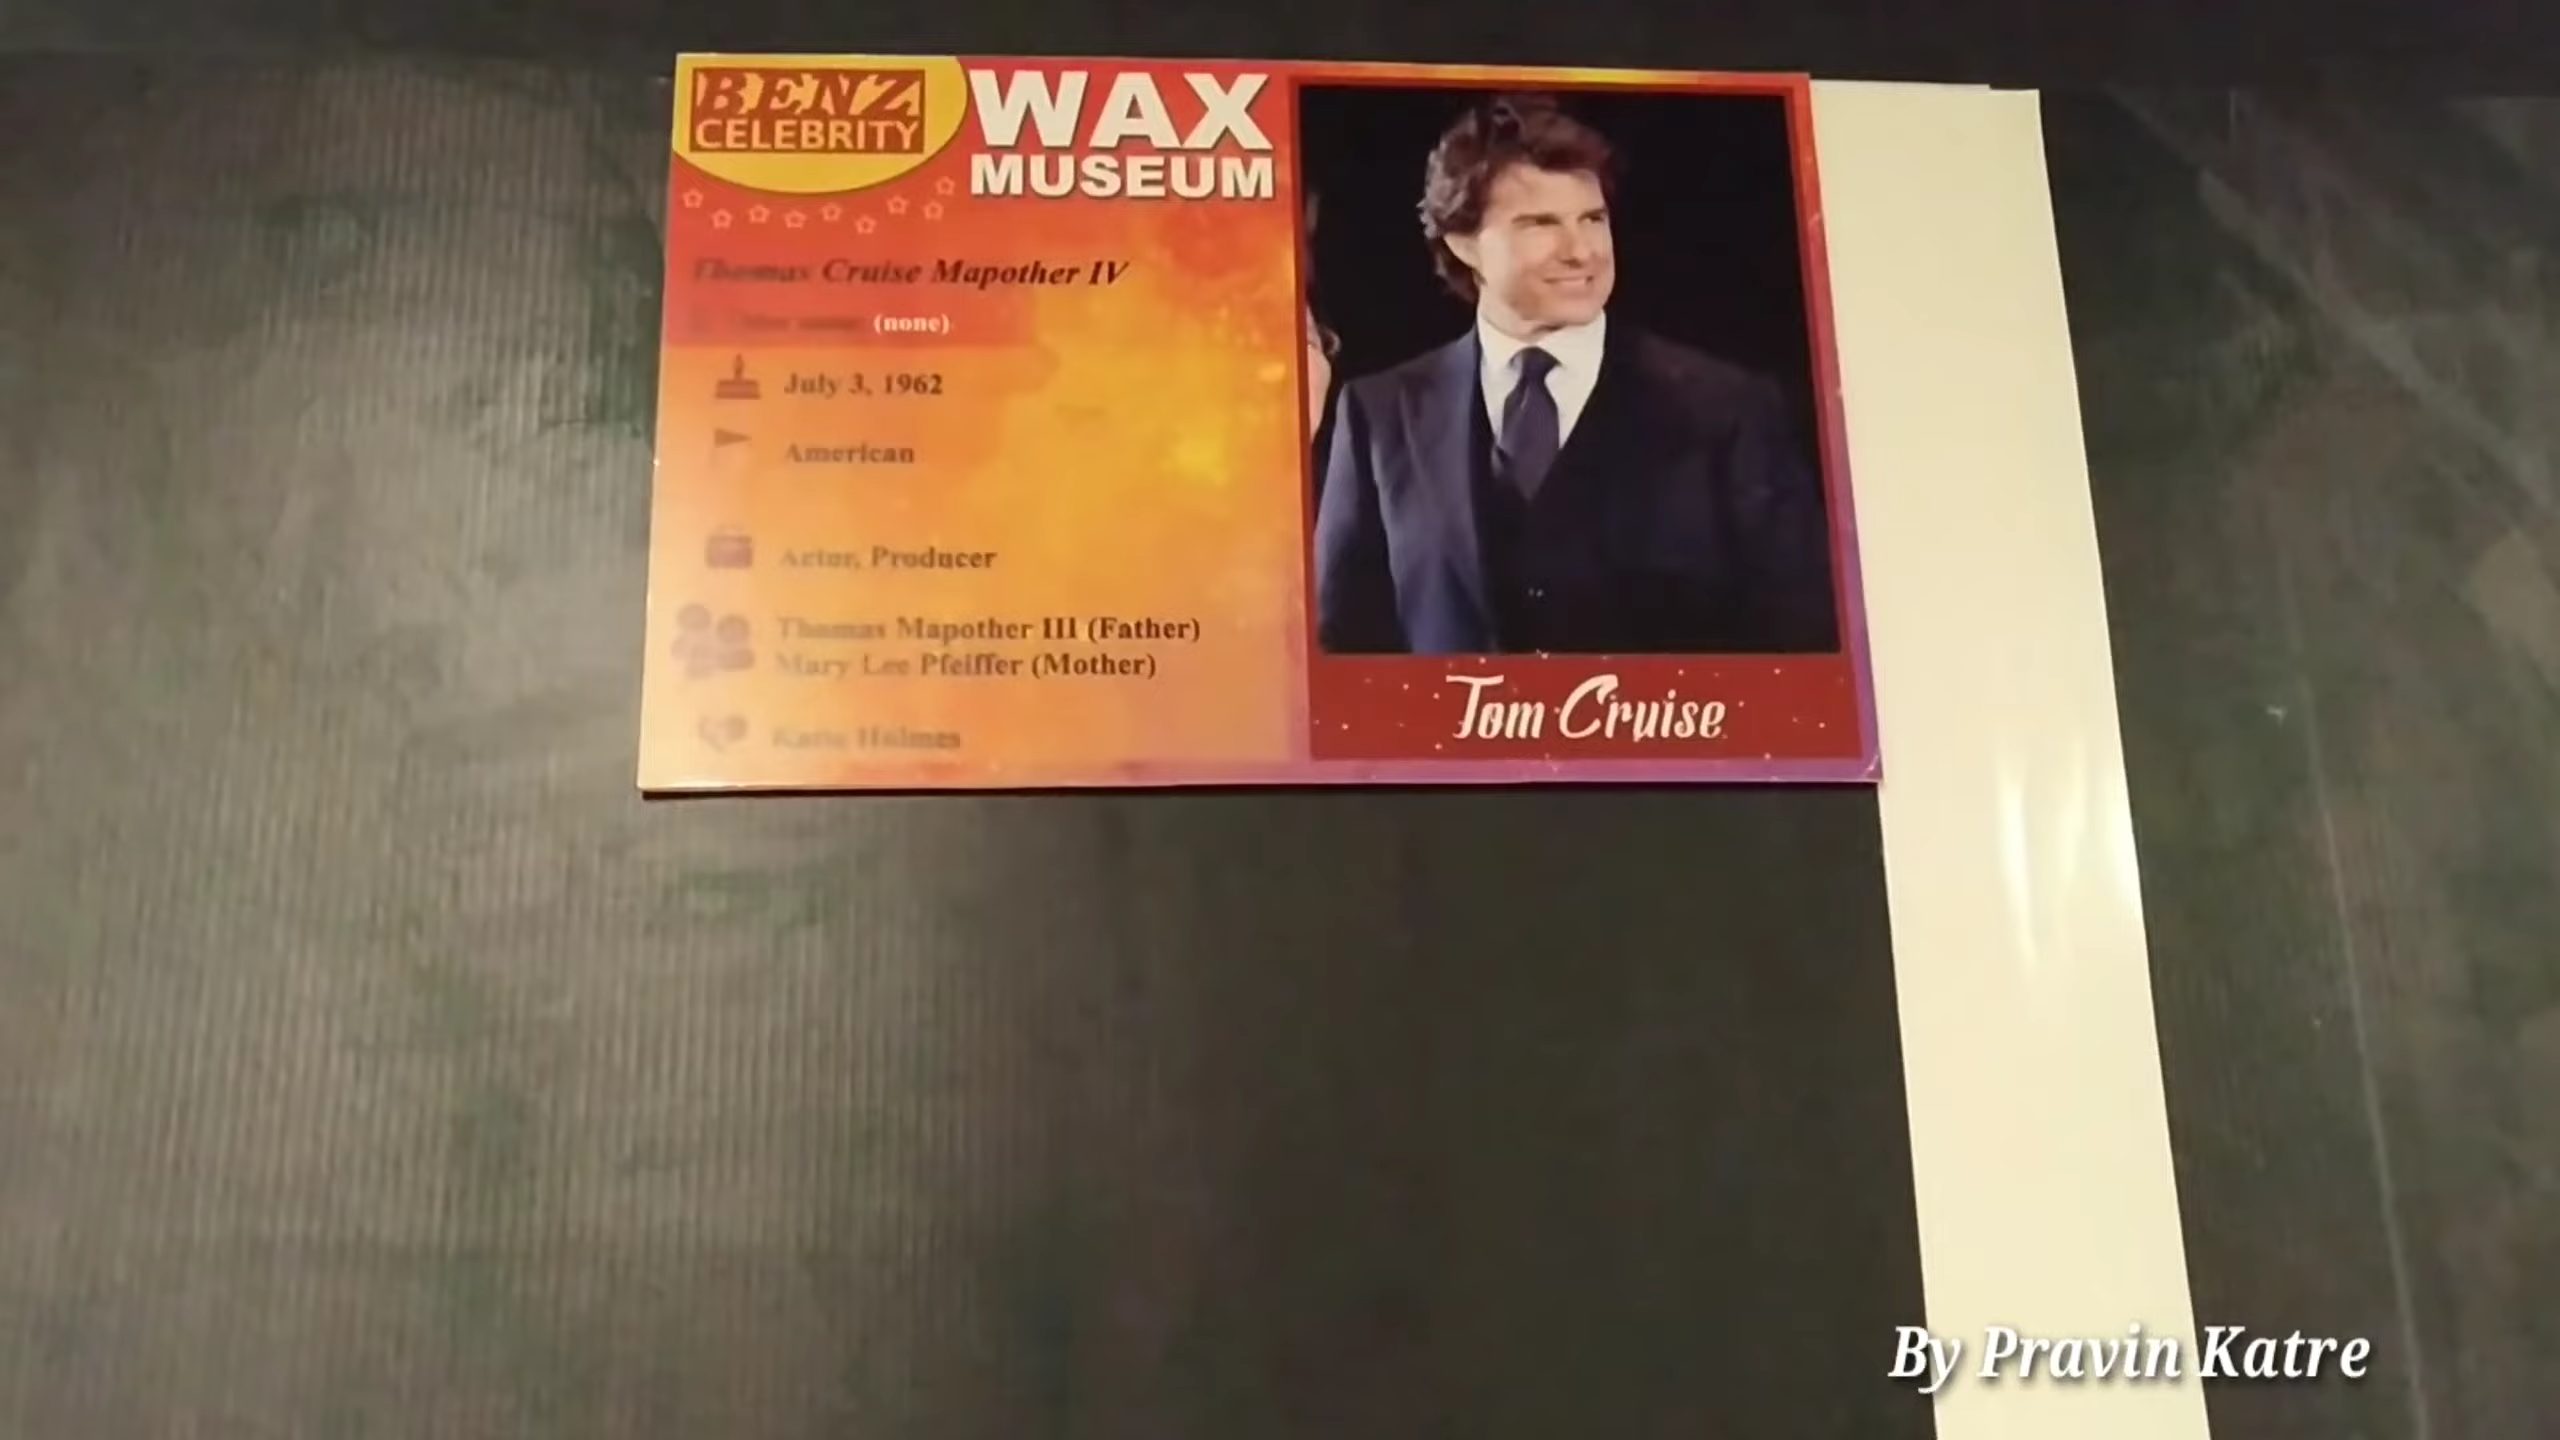 BENZ
CELEBRITY
WAX
MUSEUM
Thomas Cruise Mapother IV
(none)
July 3, 1962
American
Actor, Producer
Thomas Mapother III (Father)
Mary Lee Pfeiffer (Mother)
Katie Holmes
Tom Cruise
By Pravin Katre